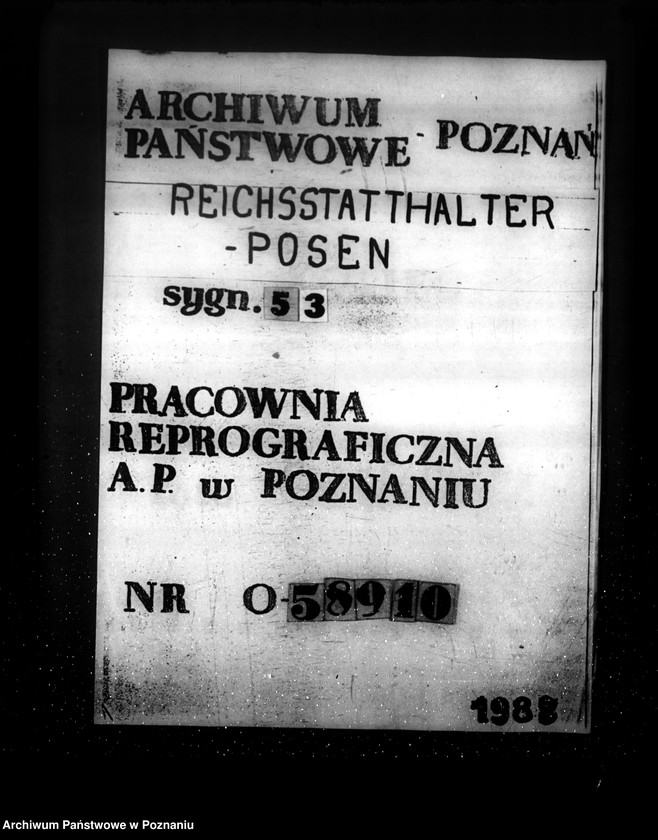 ARCHIWUM
PAŃSTWOWE - POZNAŃ
REICHSSTATTHALTER
-POSEN
sygn. 53
PRACOWNIA
REPROGRAFICZNA
A.P. w POZNANIU
NR O-58910
1988
Archiwum Państwowe w Poznaniu